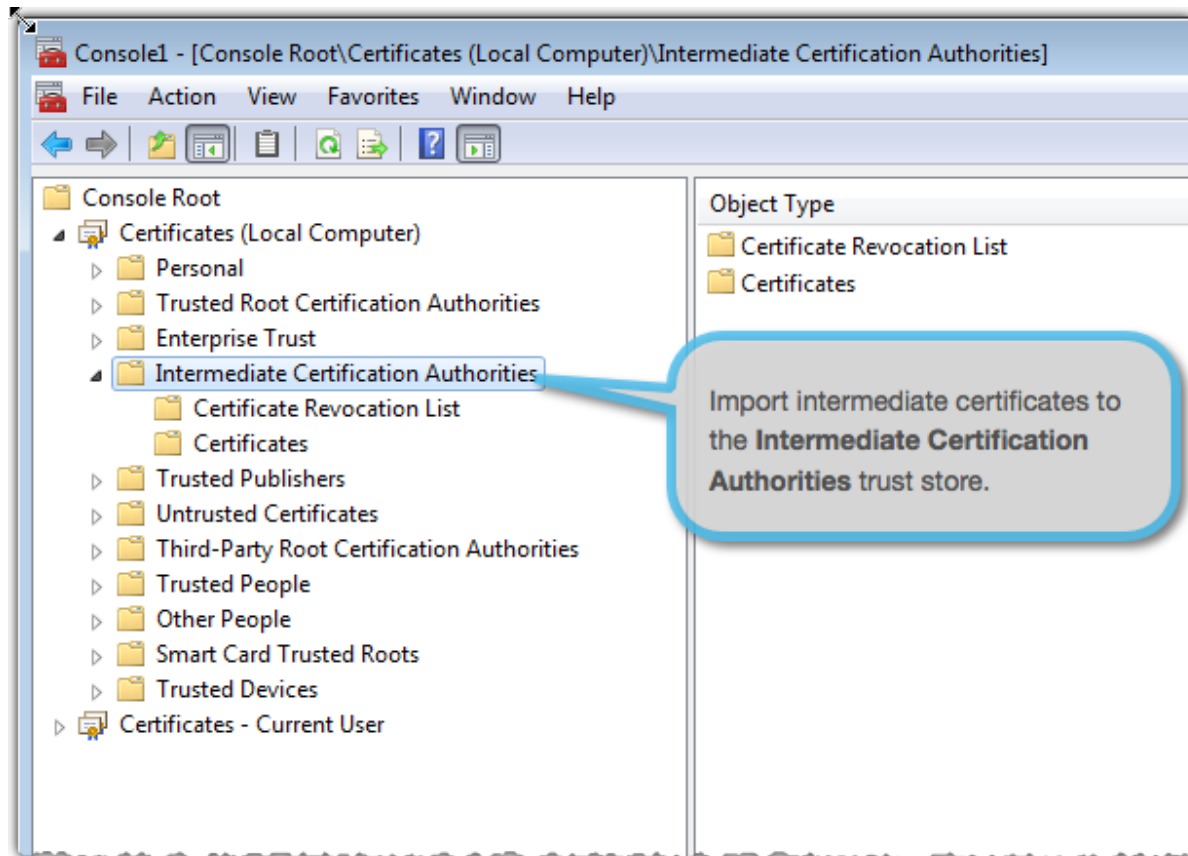 Console1 - [Console Root\Certificates (Local Computer)\Intermediate Certification Authorities]
File Action View Favorites Window Help
Console Root
Certificates (Local Computer)
Personal
Trusted Root Certification Authorities
Enterprise Trust
Intermediate Certification Authorities
Certificate Revocation List
Certificates
Trusted Publishers
Untrusted Certificates
Third-Party Root Certification Authorities
Trusted People
Other People
Smart Card Trusted Roots
Trusted Devices
Certificates - Current User
Object Type
Certificate Revocation List
Certificates
Import intermediate certificates to
the Intermediate Certification
Authorities trust store.